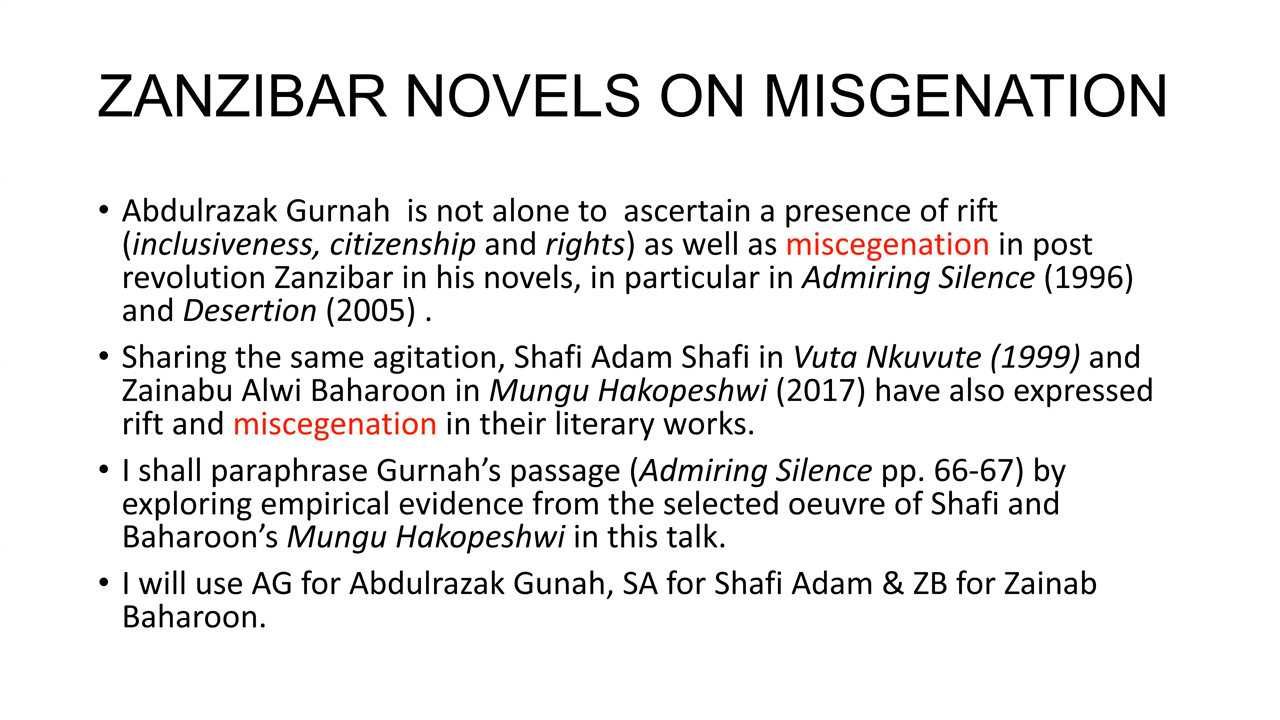 ZANZIBAR NOVELS ON MISGENATION
• Abdulrazak Gurnah  is not alone to  ascertain a presence of rift
(inclusiveness, citizenship and rights) as well as miscegenation in post
revolution Zanzibar in his novels, in particular in Admiring Silence (1996)
and Desertion (2005) .
• Sharing the same agitation, Shafi Adam Shafi in Vuta Nkuvute (1999) and
Zainabu Alwi Baharoon in Mungu Hakopeshwi (2017) have also expressed
rift and miscegenation in their literary works.
• I shall paraphrase Gurnah’s passage (Admiring Silence pp. 66-67) by
exploring empirical evidence from the selected oeuvre of Shafi and
Baharoon’s Mungu Hakopeshwi in this talk.
• I will use AG for Abdulrazak Gunah, SA for Shafi Adam & ZB for Zainab
Baharoon.